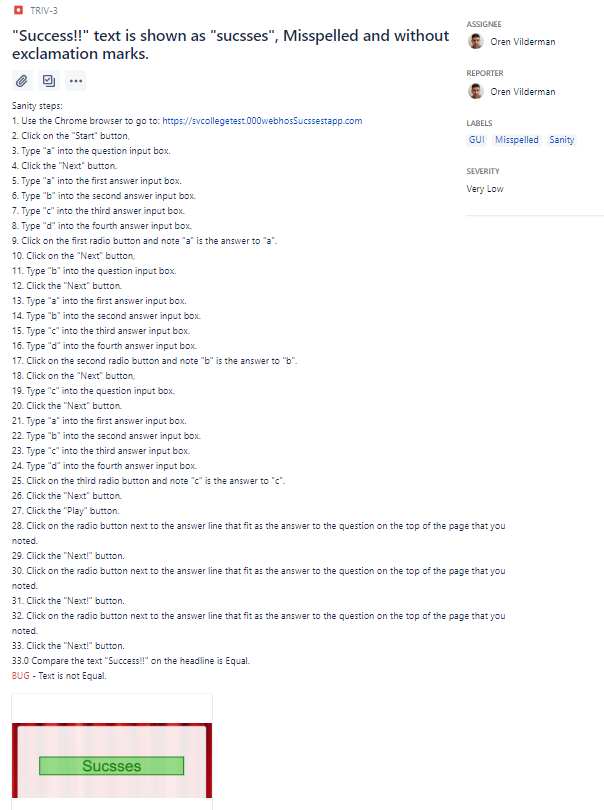 TRIV-3
"Success!!" text is shown as "sucsses", Misspelled and without
exclamation marks.
Sanity steps:
1. Use the Chrome browser to go to: https://svcollegetest.000webhosSucssestapp.com
2. Click on the "Start" button,
3. Type "a" into the question input box.
4. Click the "Next" button.
5. Type "a" into the first answer input box.
6. Type "b" into the second answer input box.
7. Type "c" into the third answer input box.
8. Type "d" into the fourth answer input box.
9. Click on the first radio button and note "a" is the answer to "a".
10. Click on the "Next" button,
11. Type "b" into the question input box.
12. Click the "Next" button,
13. Type "a" into the first answer input box.
14. Type "b" into the second answer input box.
15. Type "c" into the third answer input box.
16. Type "d" into the fourth answer input box.
17. Click on the second radio button and note "b" is the answer to "b".
18. Click on the "Next" button,
19. Type "c" into the question input box.
20. Click the "Next" button.
21. Type "a" into the first answer input box.
22. Type "b" into the second answer input box.
23. Type "c" into the third answer input box.
24. Type "d" into the fourth answer input box.
25. Click on the third radio button and note "c" is the answer to "c".
26. Click the "Next" button.
27. Click the "Play" button.
28. Click on the radio button next to the answer line that fit as the answer to the question on the top of the page that you
noted.
29. Click the "Next!" button.
30. Click on the radio button next to the answer line that fit as the answer to the question on the top of the page that you
noted.
31. Click the "Next!" button.
32. Click on the radio button next to the answer line that fit as the answer to the question on the top of the page that you
noted.
33. Click the "Next!" button.
33.0 Compare the text "Success!!" on the headline is Equal.
BUG - Text is not Equal.
Sucsses
ASSIGNEE
Oren Vilderman
REPORTER
Oren Vilderman
LABELS
GUI Misspelled Sanity
SEVERITY
Very Low